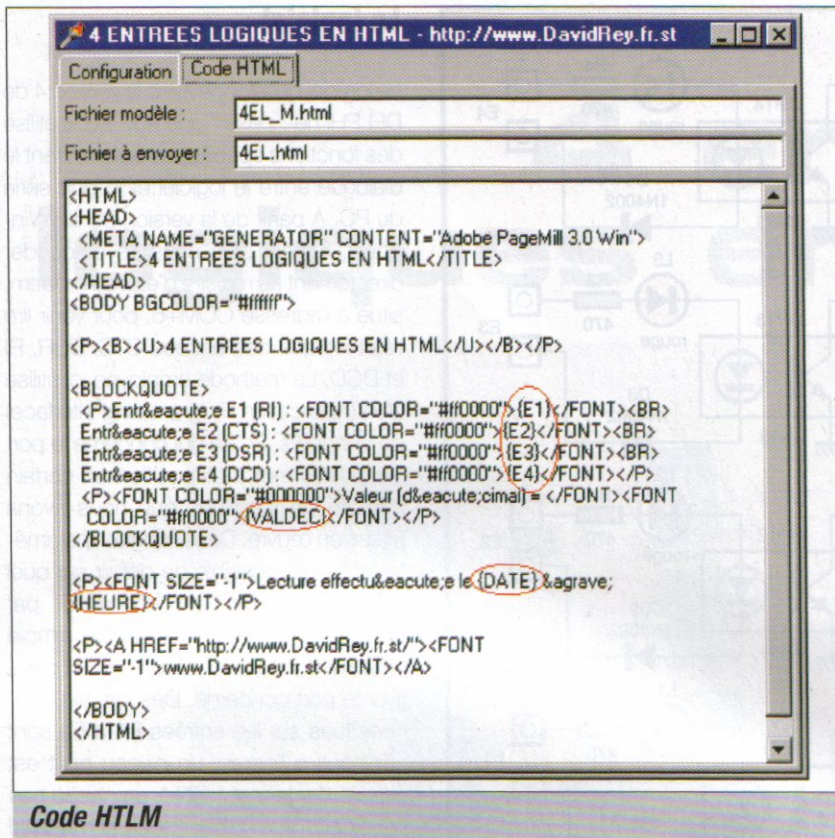 4 ENTREES LOGIQUES EN HTML - http://www.DavidRey.fr.st
Configuration Code HTML
Fichier modèle : 4EL_M.html
Fichier à envoyer : 4EL.html
<HTML>
<HEAD>
<META NAME="GENERATOR" CONTENT="Adobe PageMill 3.0 Win">
<TITLE>4 ENTREES LOGIQUES EN HTML</TITLE>
</HEAD>
<BODY BGCOLOR="#ffffff">
<P><B><U>4 ENTREES LOGIQUES EN HTML</U></B></P>
<BLOCKQUOTE>
<P>Entr&eacute;e E1 (RI) : <FONT COLOR="#ff0000">{E1}</FONT><BR>
Entr&eacute;e E2 (CTS) : <FONT COLOR="#ff0000">{E2}</FONT><BR>
Entr&eacute;e E3 (DSR) : <FONT COLOR="#ff0000">{E3}</FONT><BR>
Entr&eacute;e E4 (DCD) : <FONT COLOR="#ff0000">{E4}</FONT></P>
<P><FONT COLOR="#000000">Valeur (d&eacute;cimal) = </FONT><FONT
COLOR="#ff0000">{VALDEC}</FONT></P>
</BLOCKQUOTE>
<P><FONT SIZE="-1">Lecture effectu&eacute;e le {DATE} &agrave;
{HEURE}</FONT></P>
<P><A HREF="http://www.DavidRey.fr.st/"><FONT
SIZE="-1">www.DavidRey.fr.st</FONT></A>
</BODY>
</HTML>
Code HTLM